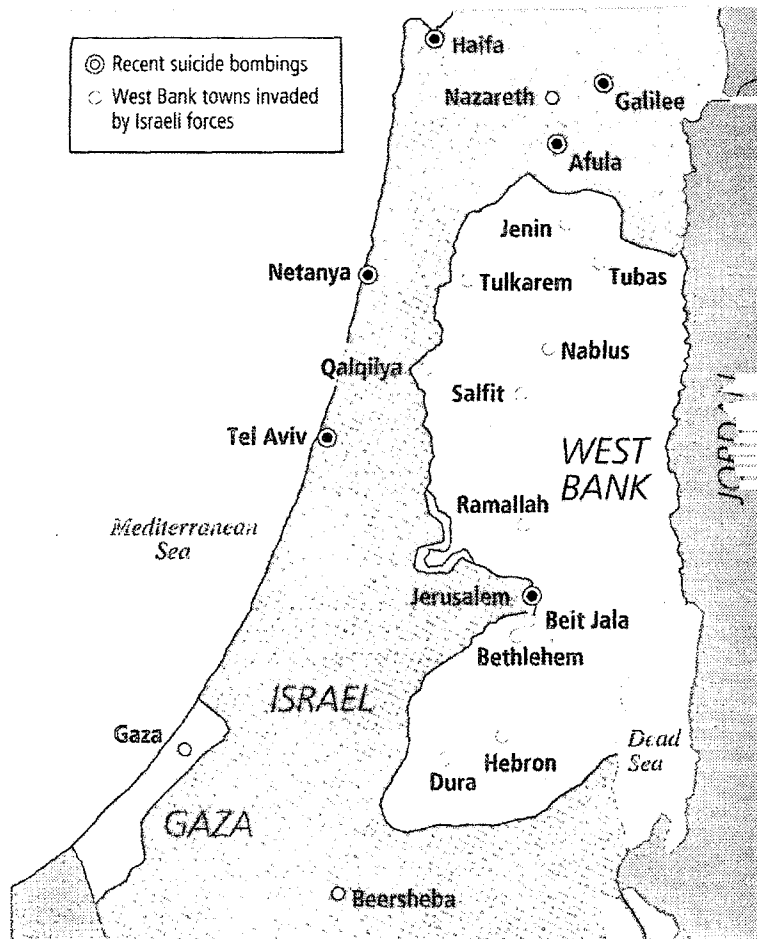 Recent suicide bombings
West Bank towns invaded
by Israeli forces
Haifa
Nazareth
Galilee
Afula
Jenin
Netanya
Tulkarem
Tubas
Nablus
Qalqilya
Salfit
Tel Aviv
WEST
BANK
JORDAN
Ramallah
Mediterranean
Sea
Jerusalem
Beit Jala
Bethlehem
ISRAEL
Gaza
Hebron
Dead
Sea
Dura
GAZA
Beersheba